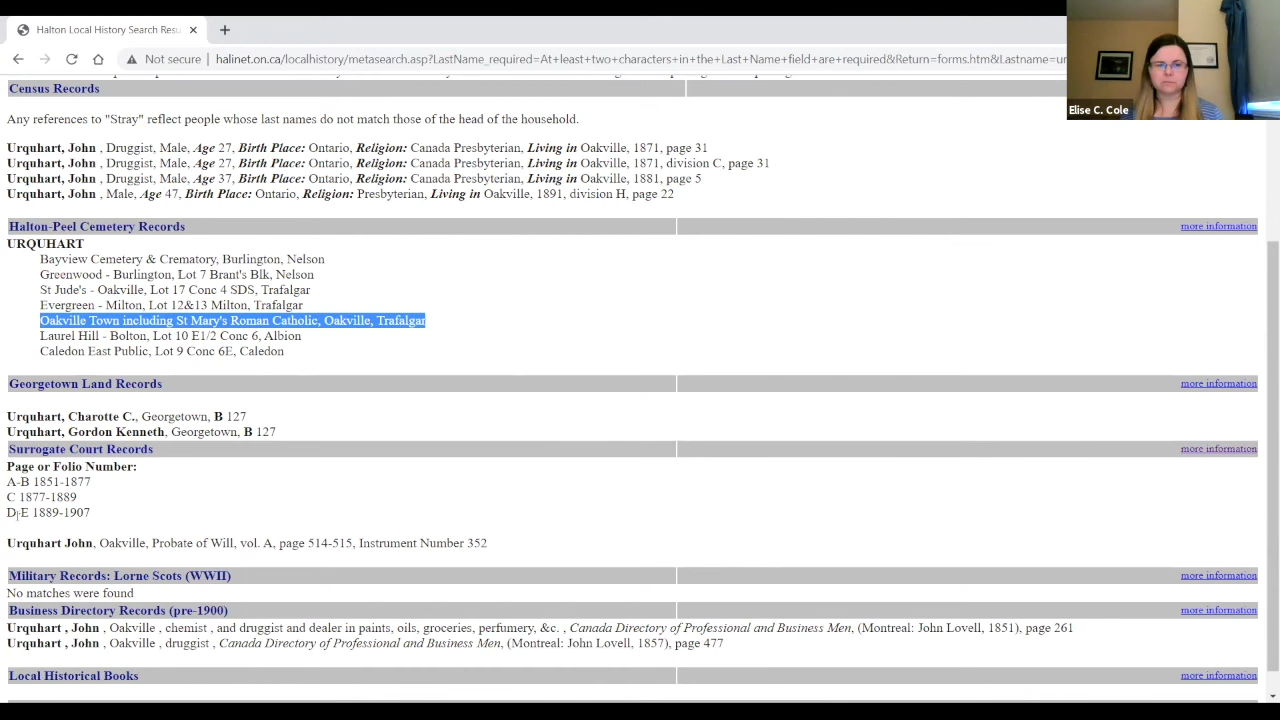 Halton Local History Search Resu
Not secure | halinet.on.ca/localhistory/metasearch.asp?LastName_required=At+least+two+characters+in+the+Last+Name+field+are+required&Return=forms.htm&Lastname=ur
Elise C. Cole
Census Records
Any references to "Stray" reflect people whose last names do not match those of the head of the household.
Urquhart, John , Druggist, Male, Age 27, Birth Place: Ontario, Religion: Canada Presbyterian, Living in Oakville, 1871, page 31
Urquhart, John , Druggist, Male, Age 27, Birth Place: Ontario, Religion: Canada Presbyterian, Living in Oakville, 1871, division C, page 31
Urquhart, John , Druggist, Male, Age 37, Birth Place: Ontario, Religion: Canada Presbyterian, Living in Oakville, 1881, page 5
Urquhart, John , Male, Age 47, Birth Place: Ontario, Religion: Presbyterian, Living in Oakville, 1891, division H, page 22
Halton-Peel Cemetery Records more information
URQUHART
Bayview Cemetery & Crematory, Burlington, Nelson
Greenwood - Burlington, Lot 7 Brant's Blk, Nelson
St Jude's - Oakville, Lot 17 Conc 4 SDS, Trafalgar
Evergreen - Milton, Lot 12&13 Milton, Trafalgar
Oakville Town including St Mary's Roman Catholic, Oakville, Trafalgar
Laurel Hill - Bolton, Lot 10 E1/2 Conc 6, Albion
Caledon East Public, Lot 9 Conc 6E, Caledon
Georgetown Land Records more information
Urquhart, Charotte C., Georgetown, B 127
Urquhart, Gordon Kenneth, Georgetown, B 127
Surrogate Court Records more information
Page or Folio Number:
A-B 1851-1877
C 1877-1889
D-E 1889-1907
Urquhart John, Oakville, Probate of Will, vol. A, page 514-515, Instrument Number 352
Military Records: Lorne Scots (WWII) more information
No matches were found
Business Directory Records (pre-1900) more information
Urquhart , John , Oakville , chemist , and druggist and dealer in paints, oils, groceries, perfumery, &c. , Canada Directory of Professional and Business Men, (Montreal: John Lovell, 1851), page 261
Urquhart , John , Oakville , druggist , Canada Directory of Professional and Business Men, (Montreal: John Lovell, 1857), page 477
Local Historical Books more information